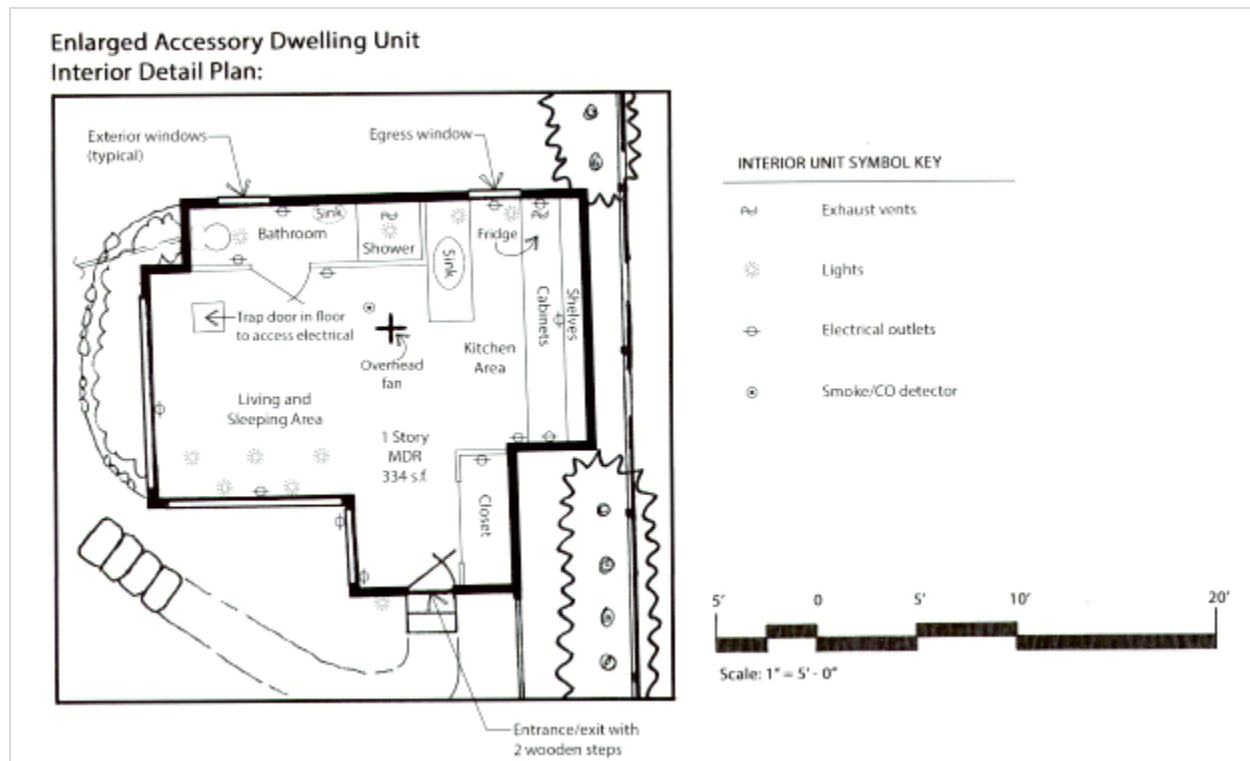 Enlarged Accessory Dwelling Unit
Interior Detail Plan:
Exterior windows
(typical)
Egress window
Sink
Bathroom
Shower
Fridge
Sink
Cabinets
Shelves
Trap door in floor
to access electrical
Overhead
fan
Kitchen
Area
Living and
Sleeping Area
1 Story
MDR
334 s.f.
Closet
Entrance/exit with
2 wooden steps
INTERIOR UNIT SYMBOL KEY
Exhaust vents
Lights
Electrical outlets
Smoke/CO detector
5' 0 5' 10' 20'
Scale: 1" = 5' - 0"